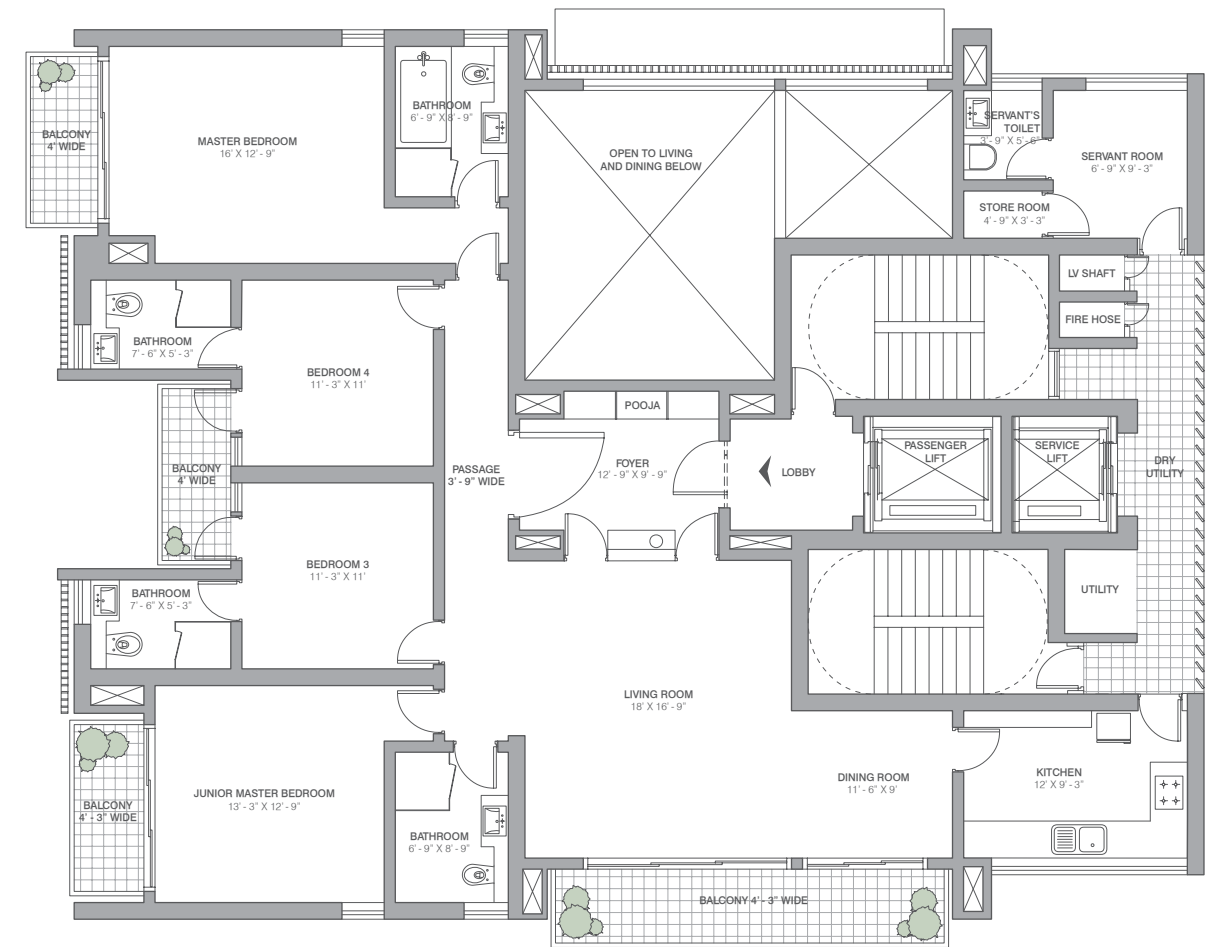 BALCONY
4' WIDE
MASTER BEDROOM
16' X 12' - 9"
BATHROOM
6' - 9" X 8' - 9"
OPEN TO LIVING
AND DINING BELOW
SERVANT'S
TOILET
3' - 9" X 5' - 6"
SERVANT ROOM
6' - 9" X 9' - 3"
STORE ROOM
4' - 9" X 3' - 3"
LV SHAFT
FIRE HOSE
BATHROOM
7' - 6" X 5' - 3"
BEDROOM 4
11' - 3" X 11'
POOJA
BALCONY
4' WIDE
PASSAGE
3' - 9" WIDE
FOYER
12' - 9" X 9' - 9"
LOBBY
PASSENGER
LIFT
SERVICE
LIFT
DRY
UTILITY
BEDROOM 3
11' - 3" X 11'
BATHROOM
7' - 6" X 5' - 3"
UTILITY
LIVING ROOM
18' X 16' - 9"
JUNIOR MASTER BEDROOM
13' - 3" X 12' - 9"
BALCONY
4' - 3" WIDE
BATHROOM
6' - 9" X 8' - 9"
DINING ROOM
11' - 6" X 9'
KITCHEN
12' X 9' - 3"
BALCONY 4' - 3" WIDE